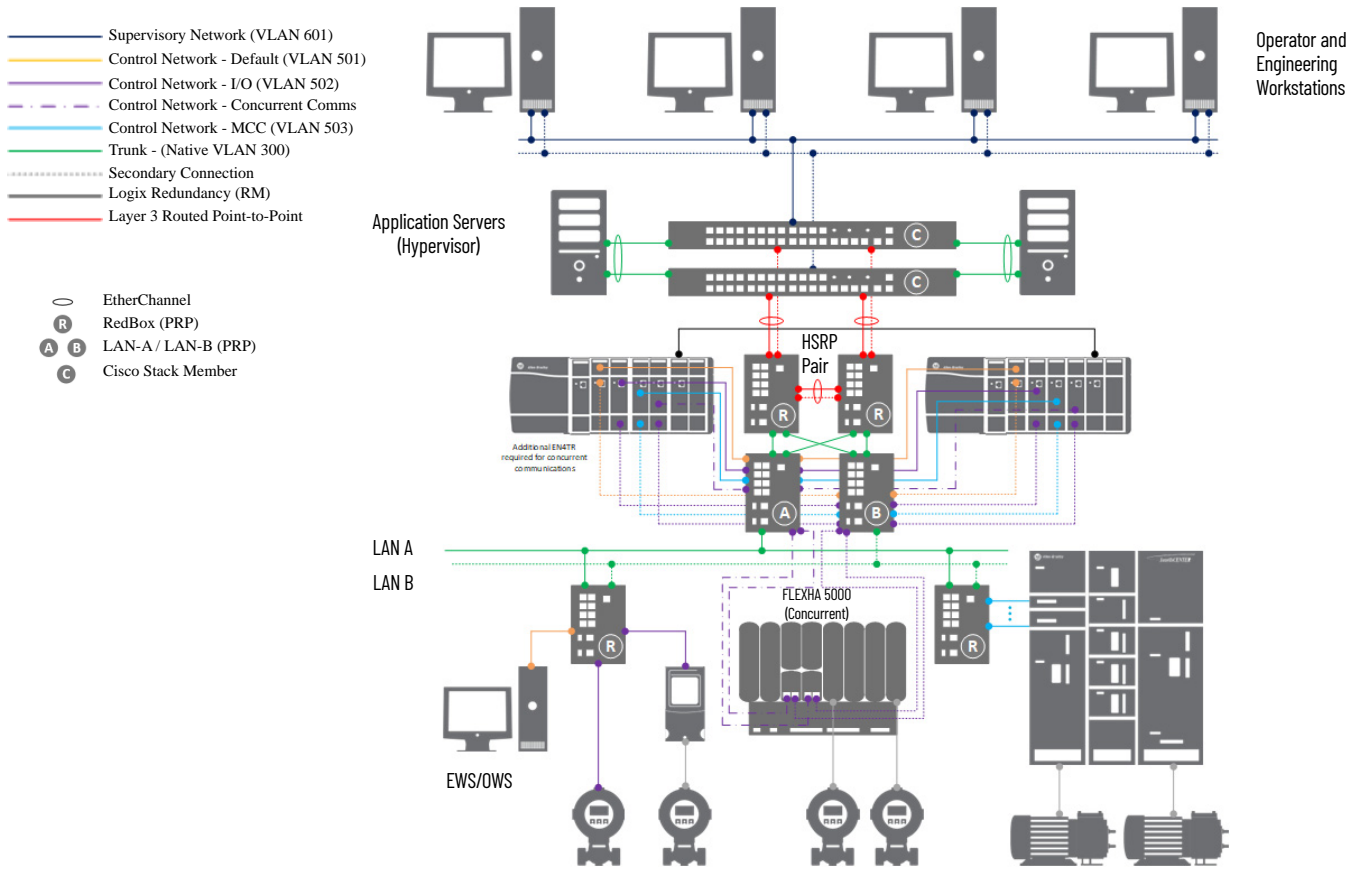 Supervisory Network (VLAN 601)
Control Network - Default (VLAN 501)
Control Network - I/O (VLAN 502)
Control Network - Concurrent Comms
Control Network - MCC (VLAN 503)
Trunk - (Native VLAN 300)
Secondary Connection
Logix Redundancy (RM)
Layer 3 Routed Point-to-Point
EtherChannel
R
RedBox (PRP)
A B
LAN-A / LAN-B (PRP)
C
Cisco Stack Member
Operator and
Engineering
Workstations
Application Servers
(Hypervisor)
C
C
HSRP
Pair
R
R
Additional EN4TR
required for concurrent
communications
A
B
LAN A
LAN B
R
FLEXHA 5000
(Concurrent)
R
EWS/OWS